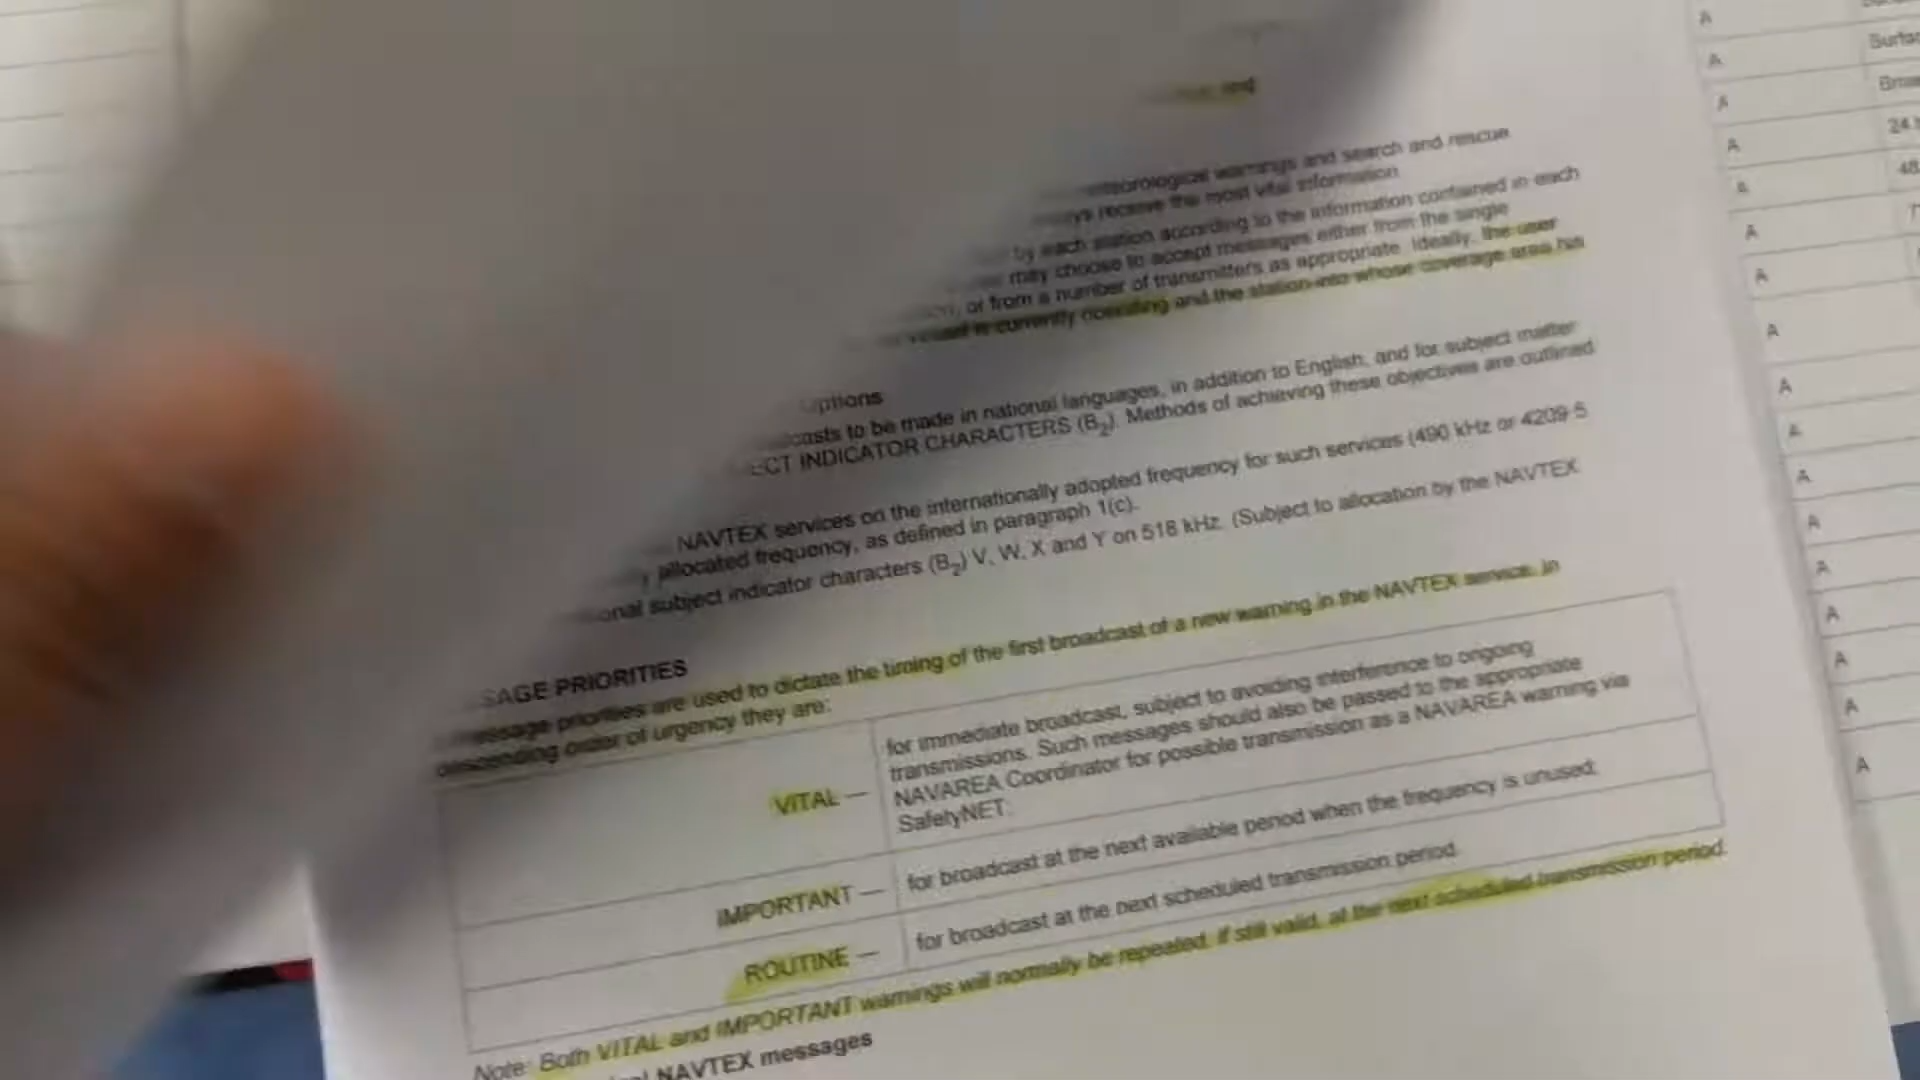 and
meteorological warnings and search and rescue
receive the most vital information.
by each station according to the information contained in each
may choose to accept messages either from the single
or from a number of transmitters as appropriate. Ideally, the user
vessel is currently operating and the station into whose coverage area his
options
casts to be made in national languages, in addition to English, and for subject matter
ECT INDICATOR CHARACTERS (B2). Methods of achieving these objectives are outlined
NAVTEX services on the internationally adopted frequency for such services (490 kHz or 4209·5
allocated frequency, as defined in paragraph 1(c).
onal subject indicator characters (B2) V, W, X and Y on 518 kHz. (Subject to allocation by the NAVTEX
SAGE PRIORITIES
essage priorities are used to dictate the timing of the first broadcast of a new warning in the NAVTEX service. In
descending order of urgency they are:
VITAL — for immediate broadcast, subject to avoiding interference to ongoing
transmissions. Such messages should also be passed to the appropriate
NAVAREA Coordinator for possible transmission as a NAVAREA warning via
SafetyNET;
IMPORTANT — for broadcast at the next available period when the frequency is unused;
ROUTINE — for broadcast at the next scheduled transmission period.
Note: Both VITAL and IMPORTANT warnings will normally be repeated, if still valid, at the next scheduled transmission period.
NAVTEX messages
A
A
A
24
A
48
A
A
A
A
A
A
A
A
A
A
A
A
A